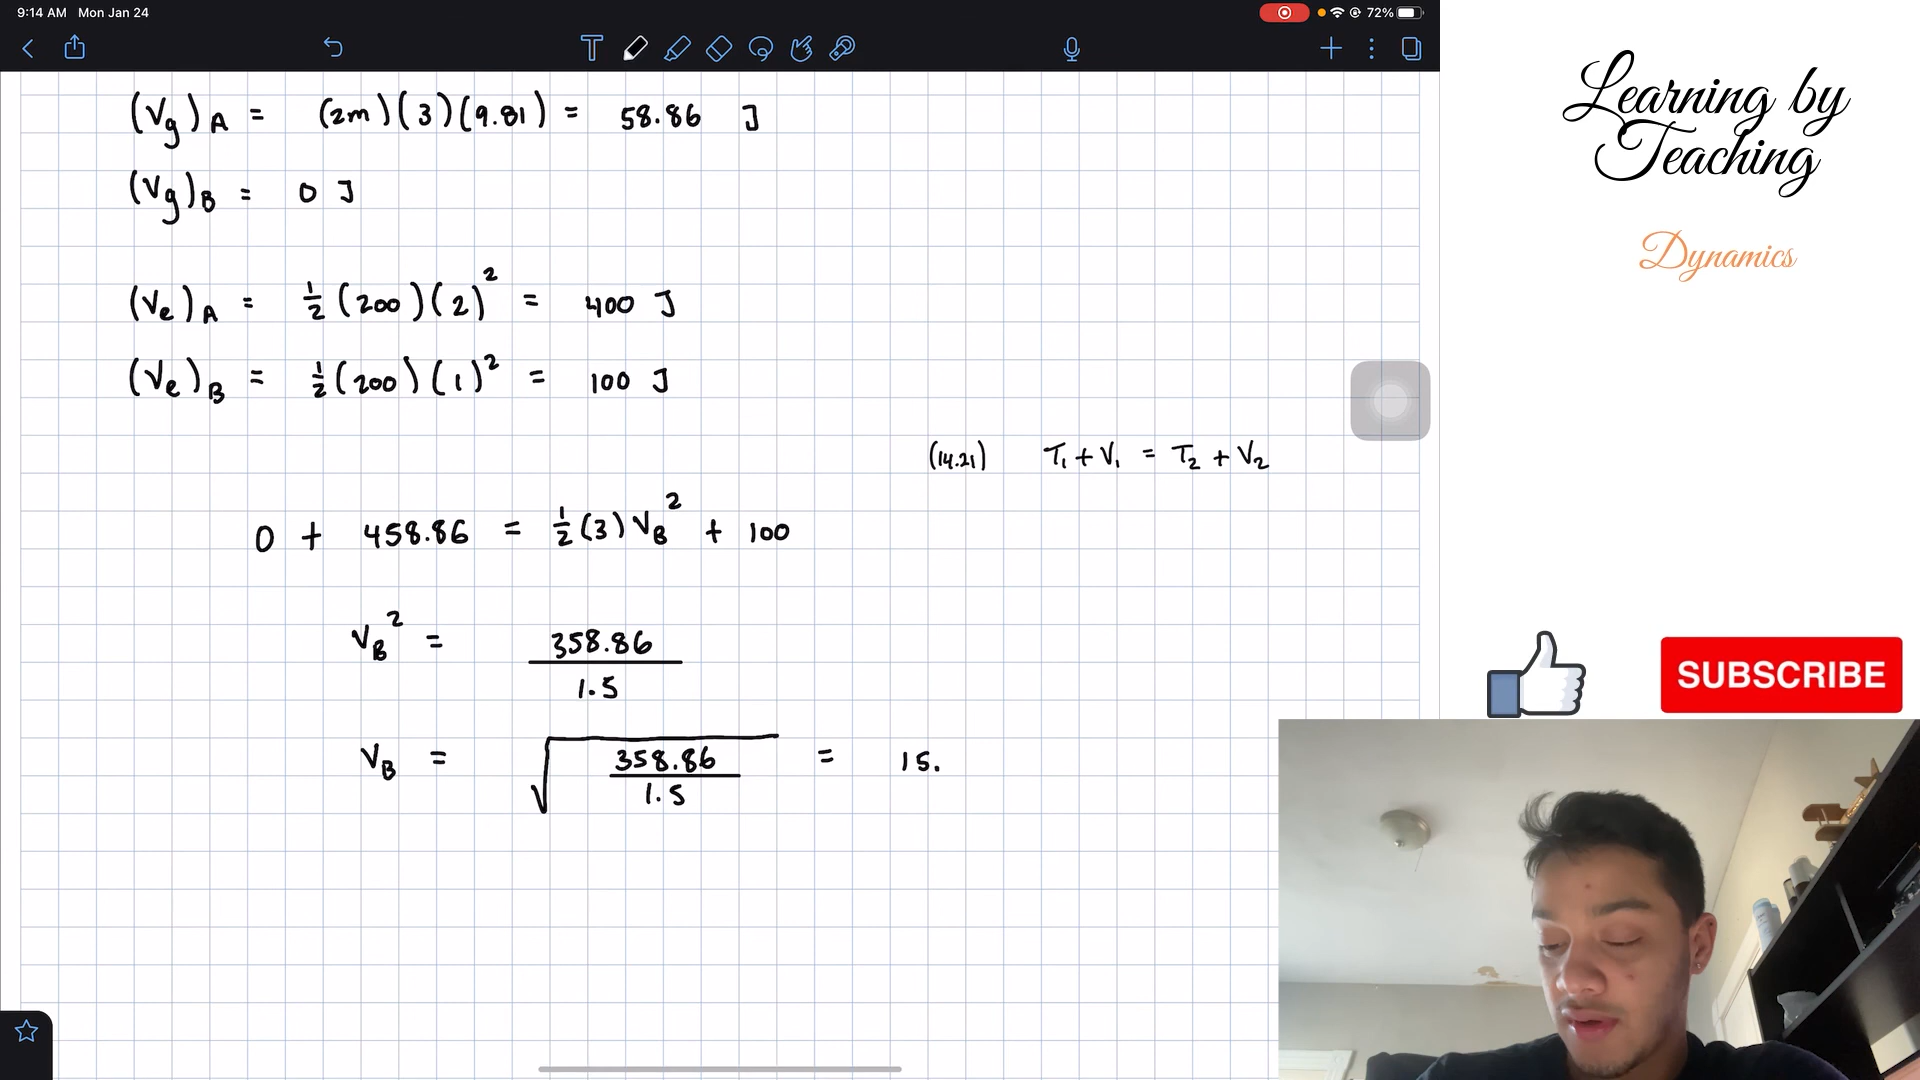 9:14 AM Mon Jan 24
72%
(Vg)A = (2m)(3)(9.81) = 58.86 J
(Vg)B = 0 J
(Ve)A = 1/2 (200)(2)² = 400 J
(Ve)B = 1/2 (200)(1)² = 100 J
(14.21) T₁ + V₁ = T₂ + V₂
0 + 458.86 = 1/2 (3) VB² + 100
VB² = 358.86 / 1.5
VB = √(358.86 / 1.5) = 15.
Learning by
Teaching
Dynamics
SUBSCRIBE